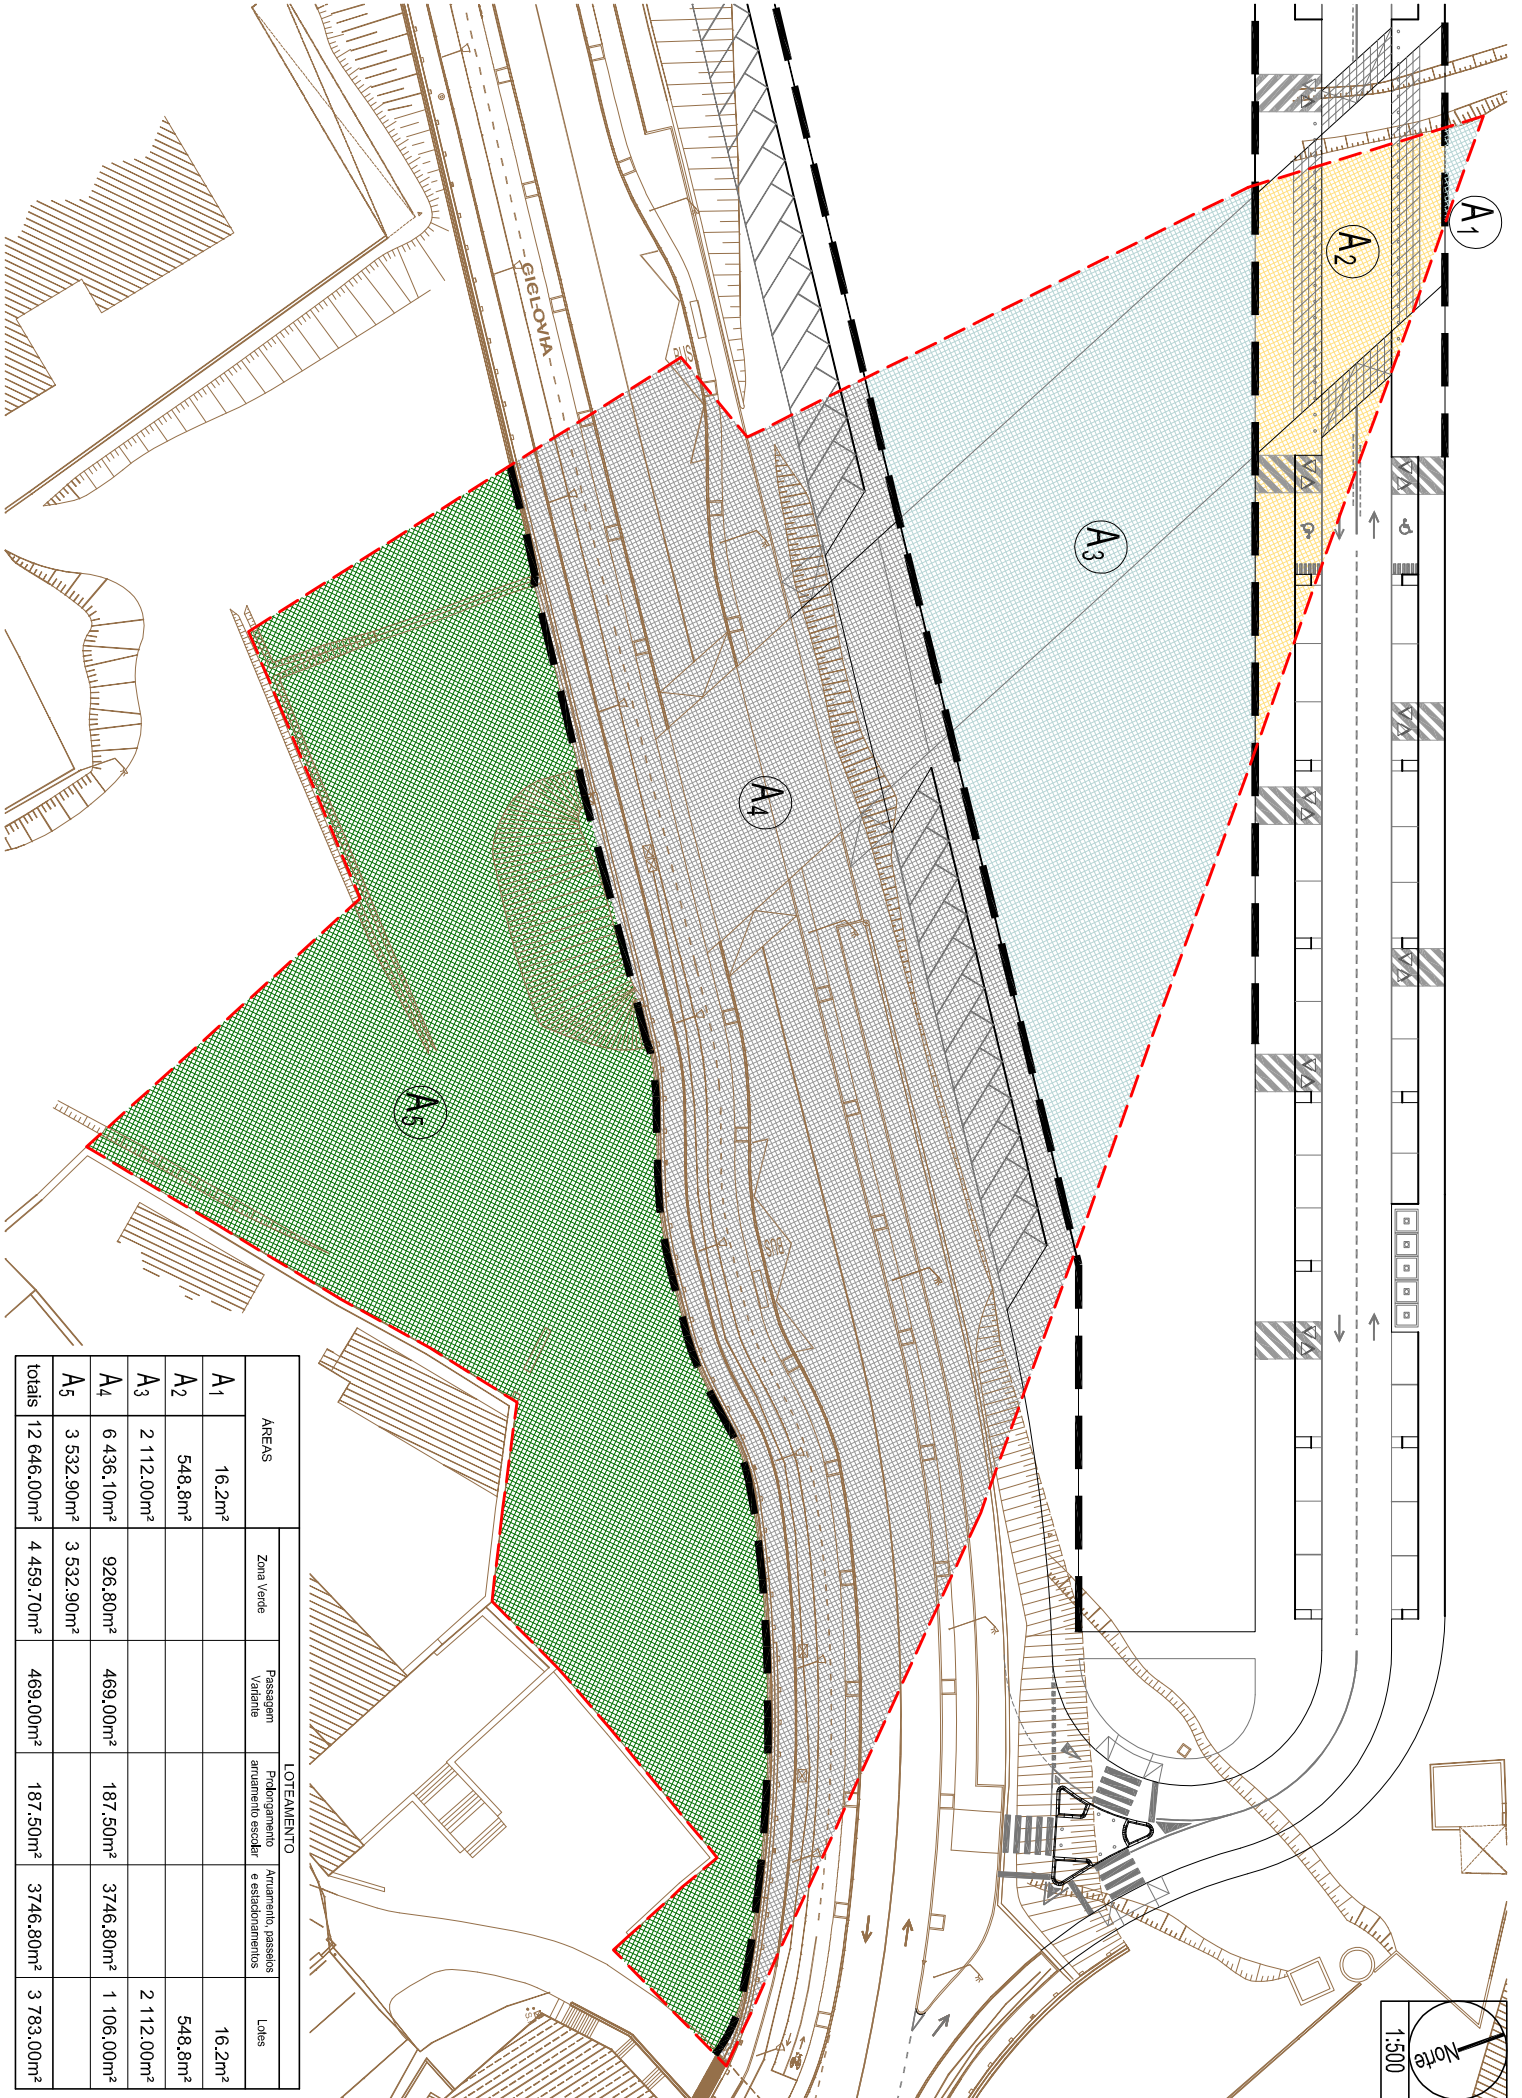 A1
A2
A3
A4
A5
CICLOVIA
BUS
BUS
Norte
1:500
LOTEAMENTO
ÁREAS
Zona Verde
Passagem Variante
Prolongamento arruamento escolar
Arruamento, passeios e estacionamentos
Lotes
A1 16.2m² 16.2m²
A2 548.8m² 548.8m²
A3 2 112.00m² 2 112.00m²
A4 6 436.10m² 926.80m² 469.00m² 187.50m² 3746.80m² 1 106.00m²
A5 3 532.90m² 3 532.90m²
totais 12 646.00m² 4 459.70m² 469.00m² 187.50m² 3746.80m² 3 783.00m²